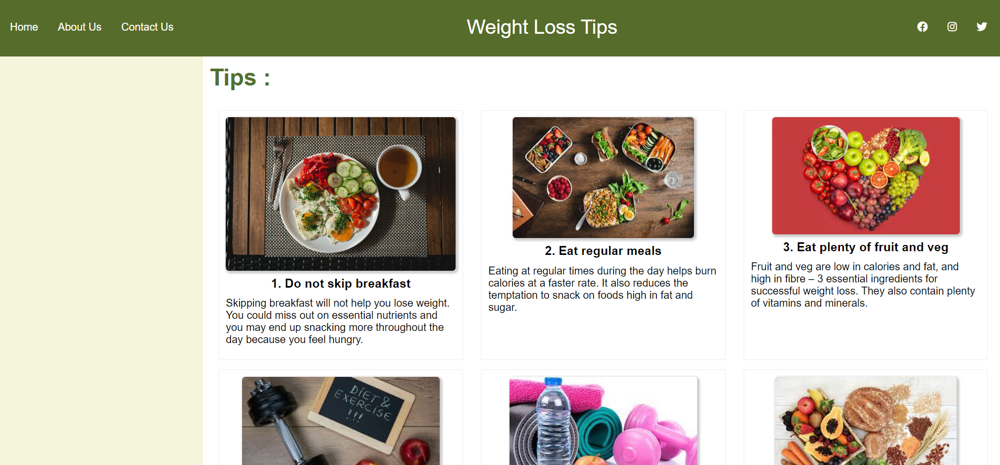 Home About Us Contact Us Weight Loss Tips
Tips :
1. Do not skip breakfast
Skipping breakfast will not help you lose weight.
You could miss out on essential nutrients and
you may end up snacking more throughout the
day because you feel hungry.
2. Eat regular meals
Eating at regular times during the day helps burn
calories at a faster rate. It also reduces the
temptation to snack on foods high in fat and
sugar.
3. Eat plenty of fruit and veg
Fruit and veg are low in calories and fat, and
high in fibre – 3 essential ingredients for
successful weight loss. They also contain plenty
of vitamins and minerals.
DIET &
EXERCISE
!!!